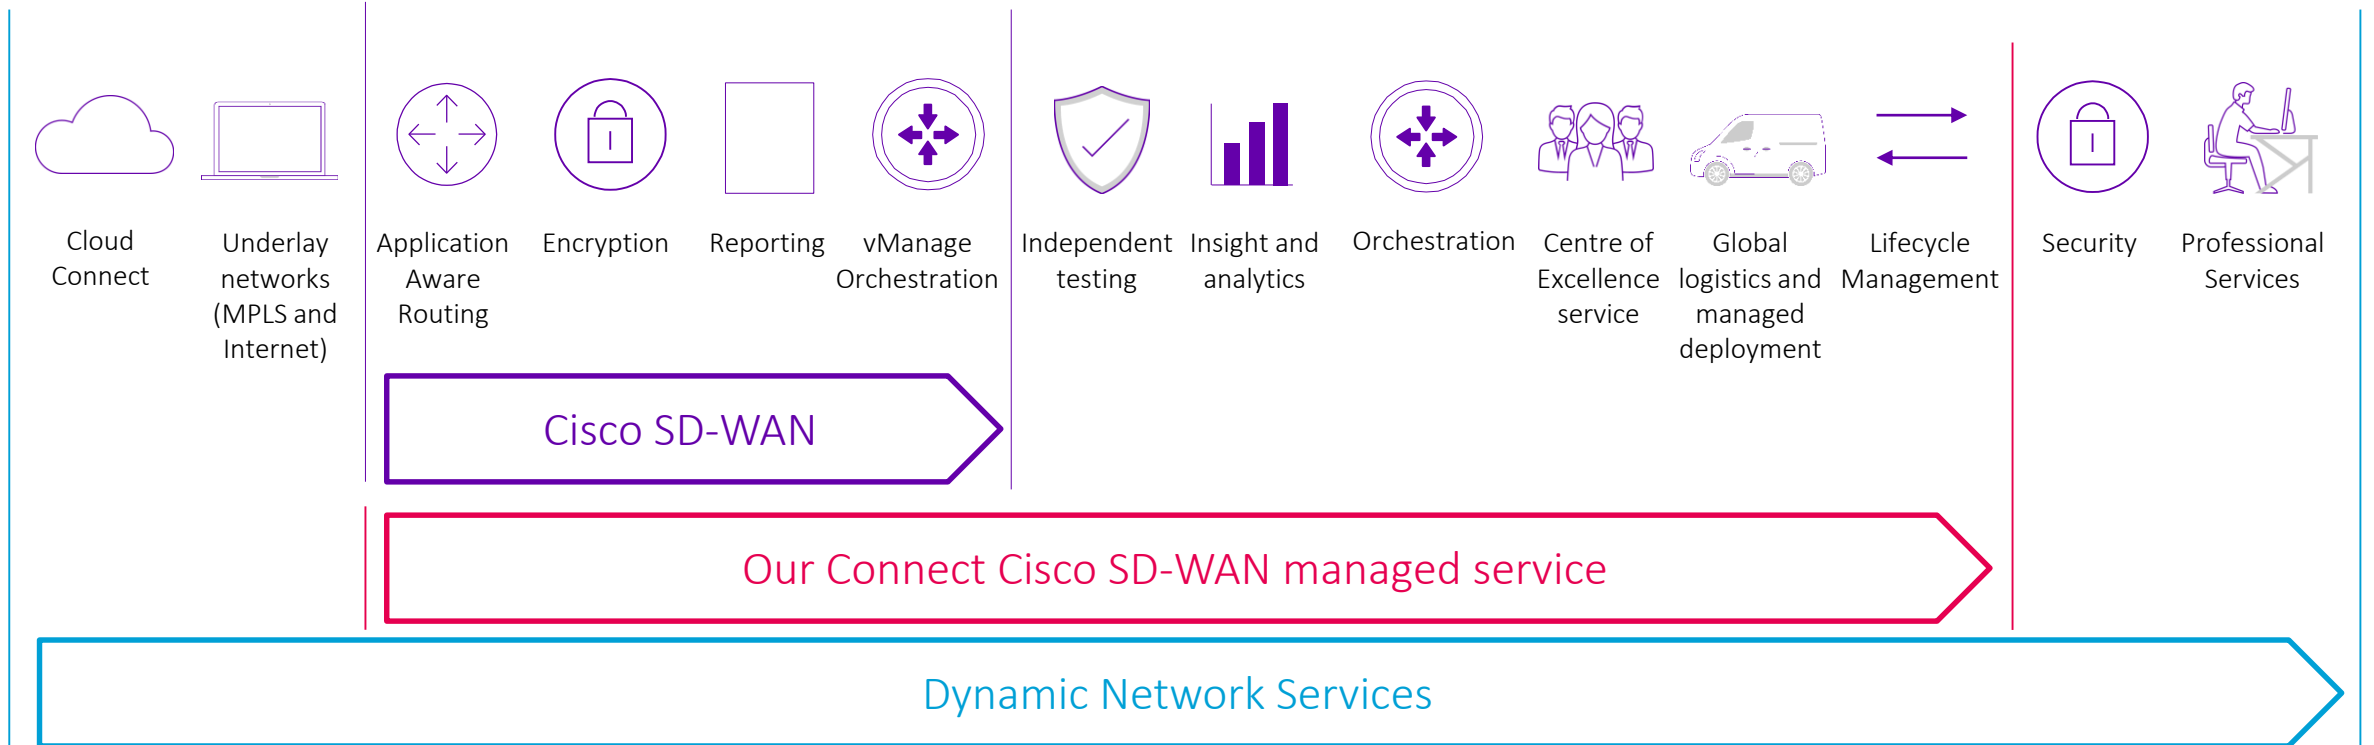 Cloud
Connect
Underlay
networks
(MPLS and
Internet)
Application
Aware
Routing
Encryption
Reporting
vManage
Orchestration
Independent
testing
Insight and
analytics
Orchestration
Centre of
Excellence
service
Global
logistics and
managed
deployment
Lifecycle
Management
Security
Professional
Services
Cisco SD-WAN
Our Connect Cisco SD-WAN managed service
Dynamic Network Services